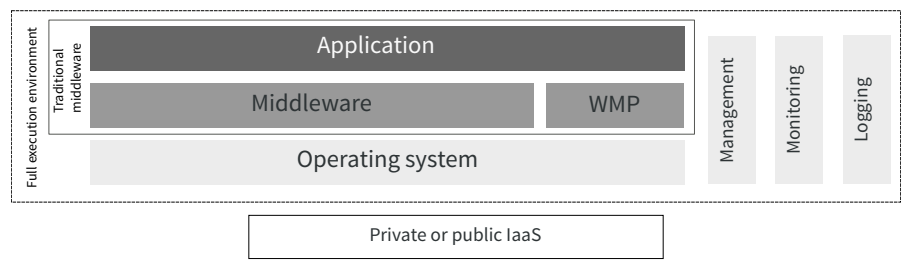 Full execution environment
Traditional
middleware
Application
Middleware
WMP
Operating system
Management
Monitoring
Logging
Private or public IaaS